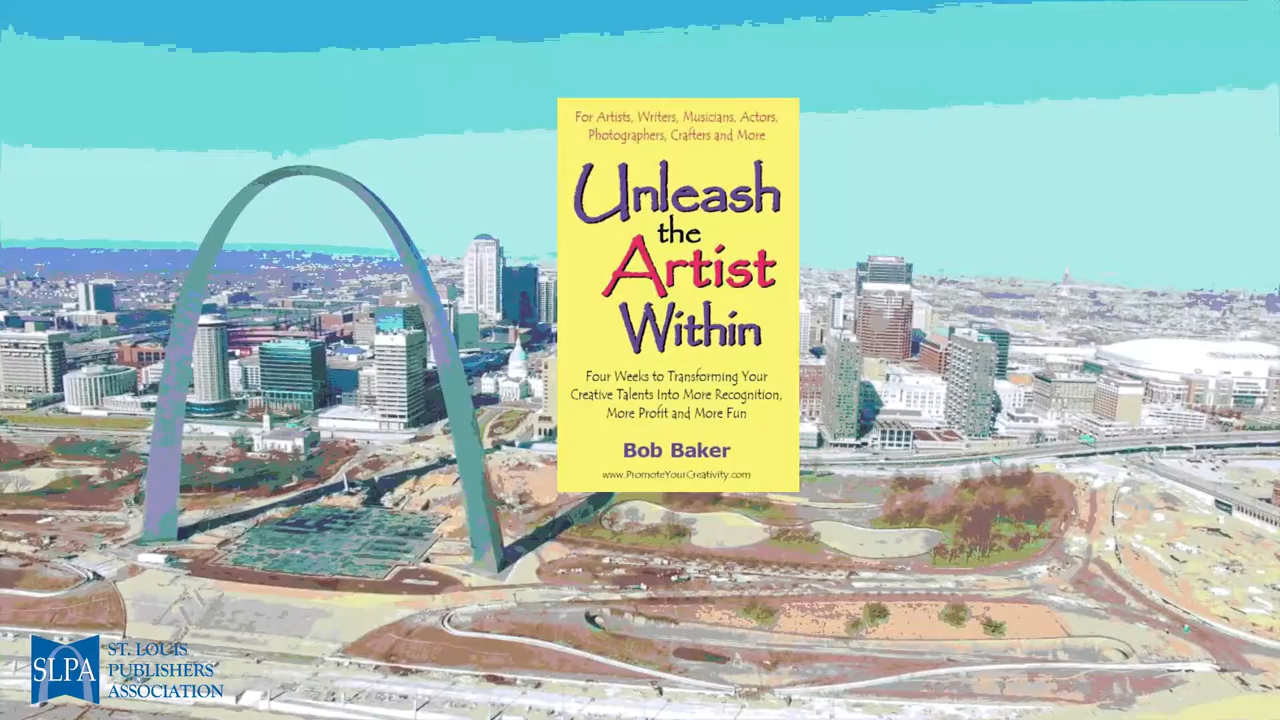 For Artists, Writers, Musicians, Actors,
Photographers, Crafters and More
Unleash
the
Artist
Within
Four Weeks to Transforming Your
Creative Talents Into More Recognition,
More Profit and More Fun
Bob Baker
www.PromoteYourCreativity.com
SLPA
ST. LOUIS
PUBLISHERS'
ASSOCIATION